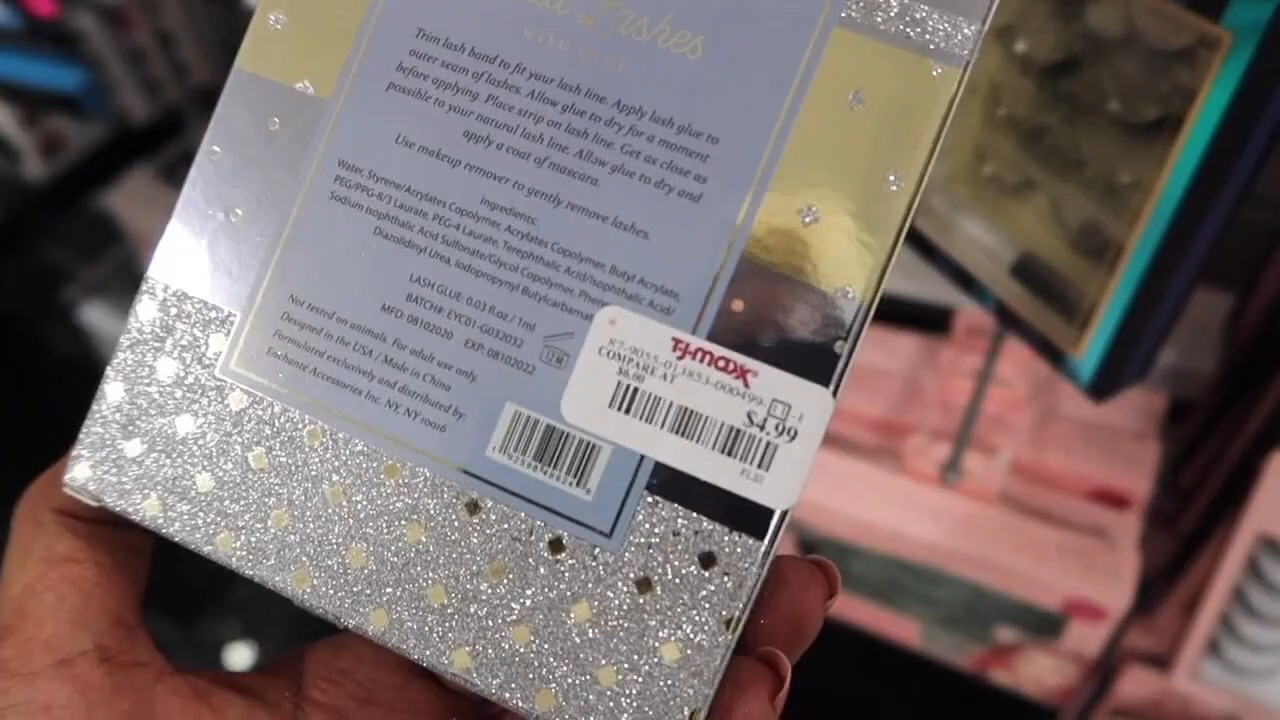 Lashes
Trim lash band to fit your lash line. Apply lash glue to
outer seam of lashes. Allow glue to dry for a moment
before applying. Place strip on lash line. Get as close as
possible to your natural lash line. Allow glue to dry and
apply a coat of mascara.
Use makeup remover to gently remove lashes.
Ingredients:
Water, Styrene/Acrylates Copolymer, Acrylates Copolymer, Butyl Acrylate,
PEG/PPG-8/3 Laurate, PEG-4 Laurate, Terephthalic Acid/Isophthalic Acid/
Sodium Isophthalic Acid Sulfonate/Glycol Copolymer,
Diazolidinyl Urea, Iodopropynyl Butylcarbama
LASH GLUE: 0.03 fl.oz / 1ml
BATCH#: EYC01-G032032
MFD: 08102020 EXP: 08102022
12 M
Not tested on animals. For adult use only.
Designed in the USA / Made in China
Formulated exclusively and distributed by:
Enchanté Accessories Inc. NY, NY 10016
T.J.maxx
87-9055-013853-000499- -1
COMPARE AT
$6.00
$4.99